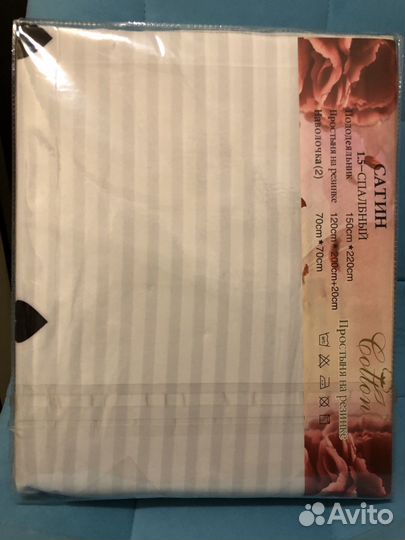 САТИН
1.5-СПАЛЬНЫЙ
Пододеяльник 150cm*220cm
Простыня на резинке 120cm*200cm+20cm
Наволочка(2) 70cm*70cm
Cotton
Простыня на резинке
Avito